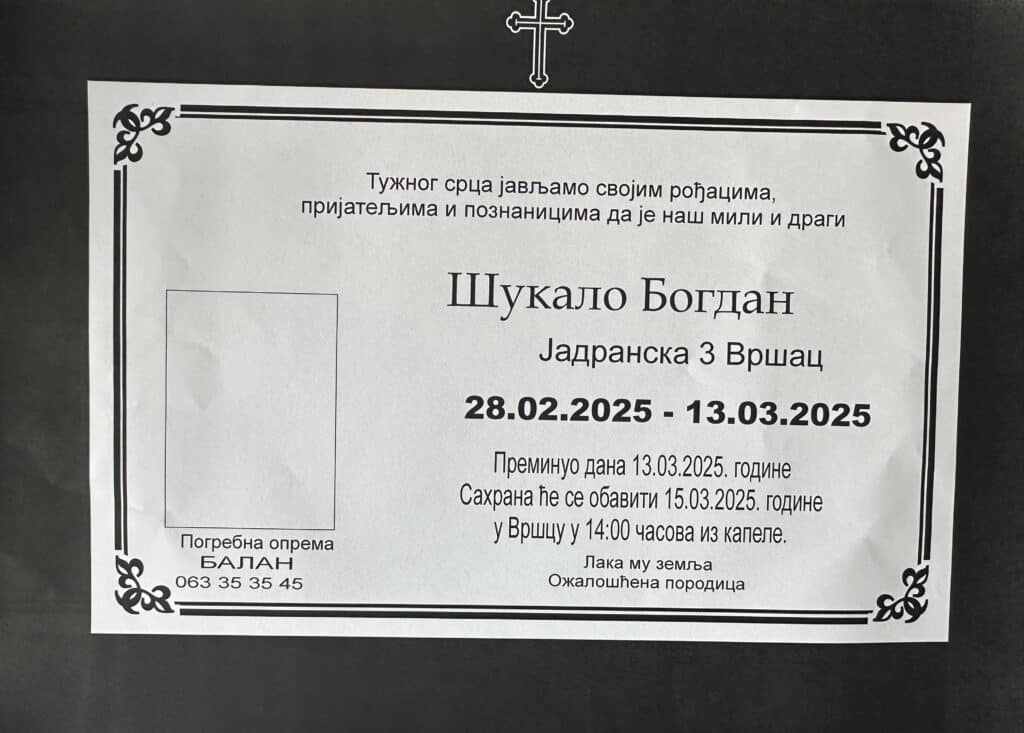 Тужног срца јављамо својим рођацима,
пријатељима и познаницима да је наш мили и драги
Шукало Богдан
Јадранска 3 Вршац
28.02.2025 - 13.03.2025
Преминуо дана 13.03.2025. године
Сахрана ће се обавити 15.03.2025. године
у Вршцу у 14:00 часова из капеле.
Лака му земља
Ожалошћена породица
Погребна опрема
БАЛАН
063 35 35 45